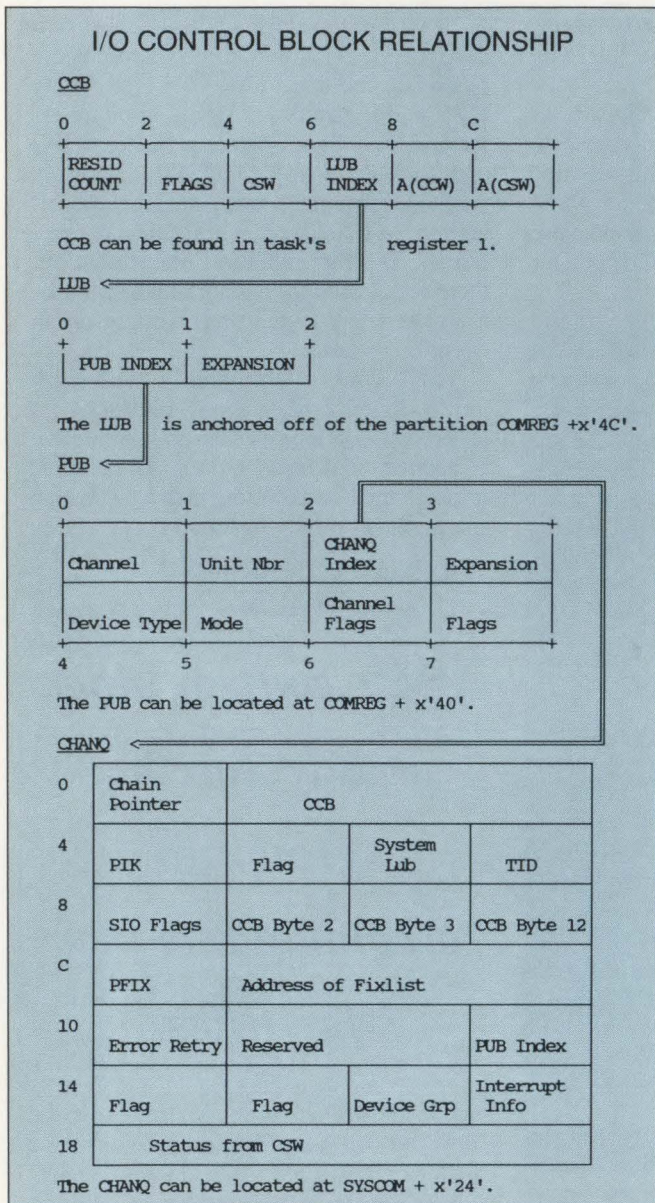 I/O CONTROL BLOCK RELATIONSHIP
CCB
0 2 4 6 8 C
RESID COUNT FLAGS CSW LUB INDEX A(CCW) A(CSW)
CCB can be found in task's register 1.
LUB
0 1 2
PUB INDEX EXPANSION
The LUB is anchored off of the partition COMREG +x'4C'.
PUB
0 1 2 3
Channel Unit Nbr CHANQ Index Expansion
Device Type Mode Channel Flags Flags
4 5 6 7
The PUB can be located at COMREG + x'40'.
CHANQ
0 Chain Pointer CCB
4 PIK Flag System Lub TID
8 SIO Flags CCB Byte 2 CCB Byte 3 CCB Byte 12
C PFIX Address of Fixlist
10 Error Retry Reserved PUB Index
14 Flag Flag Device Grp Interrupt Info
18 Status from CSW
The CHANQ can be located at SYSCOM + x'24'.